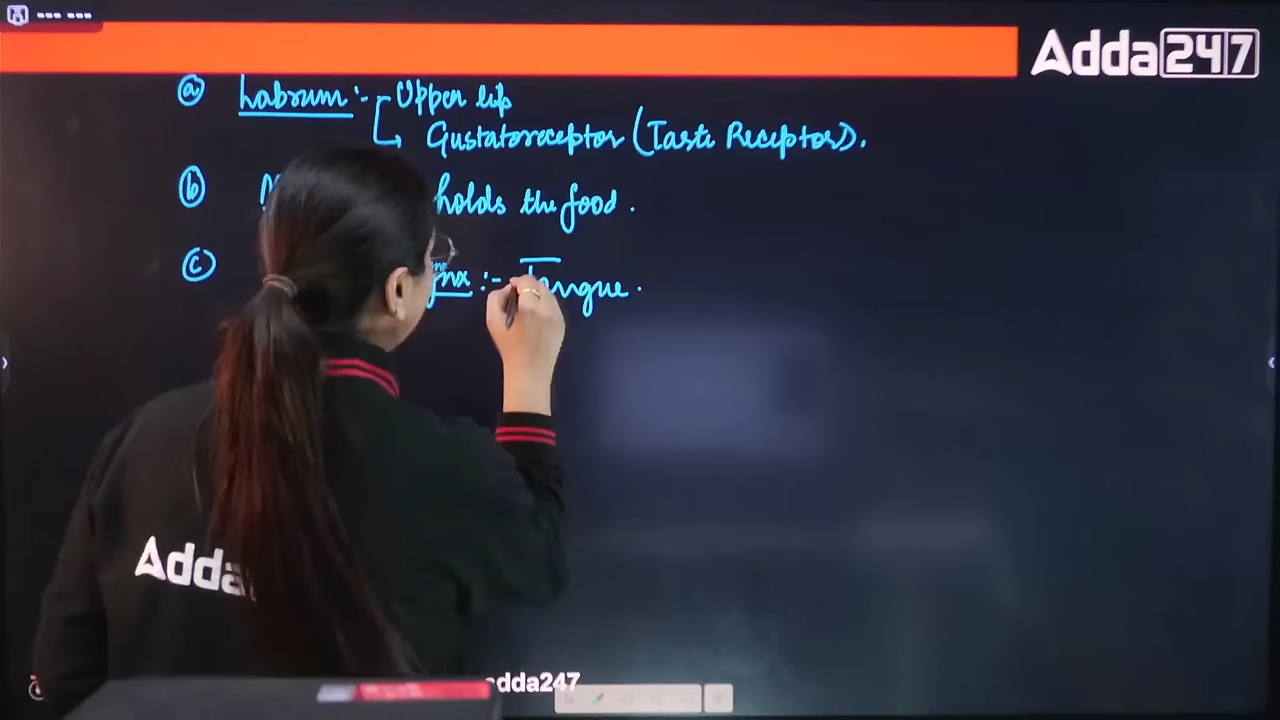 Adda247
(a) Labrum :- Upper lip
Gustatoreceptor (Taste Receptors).
(b) holds the food.
(c) :- Tongue.
Adda
adda247